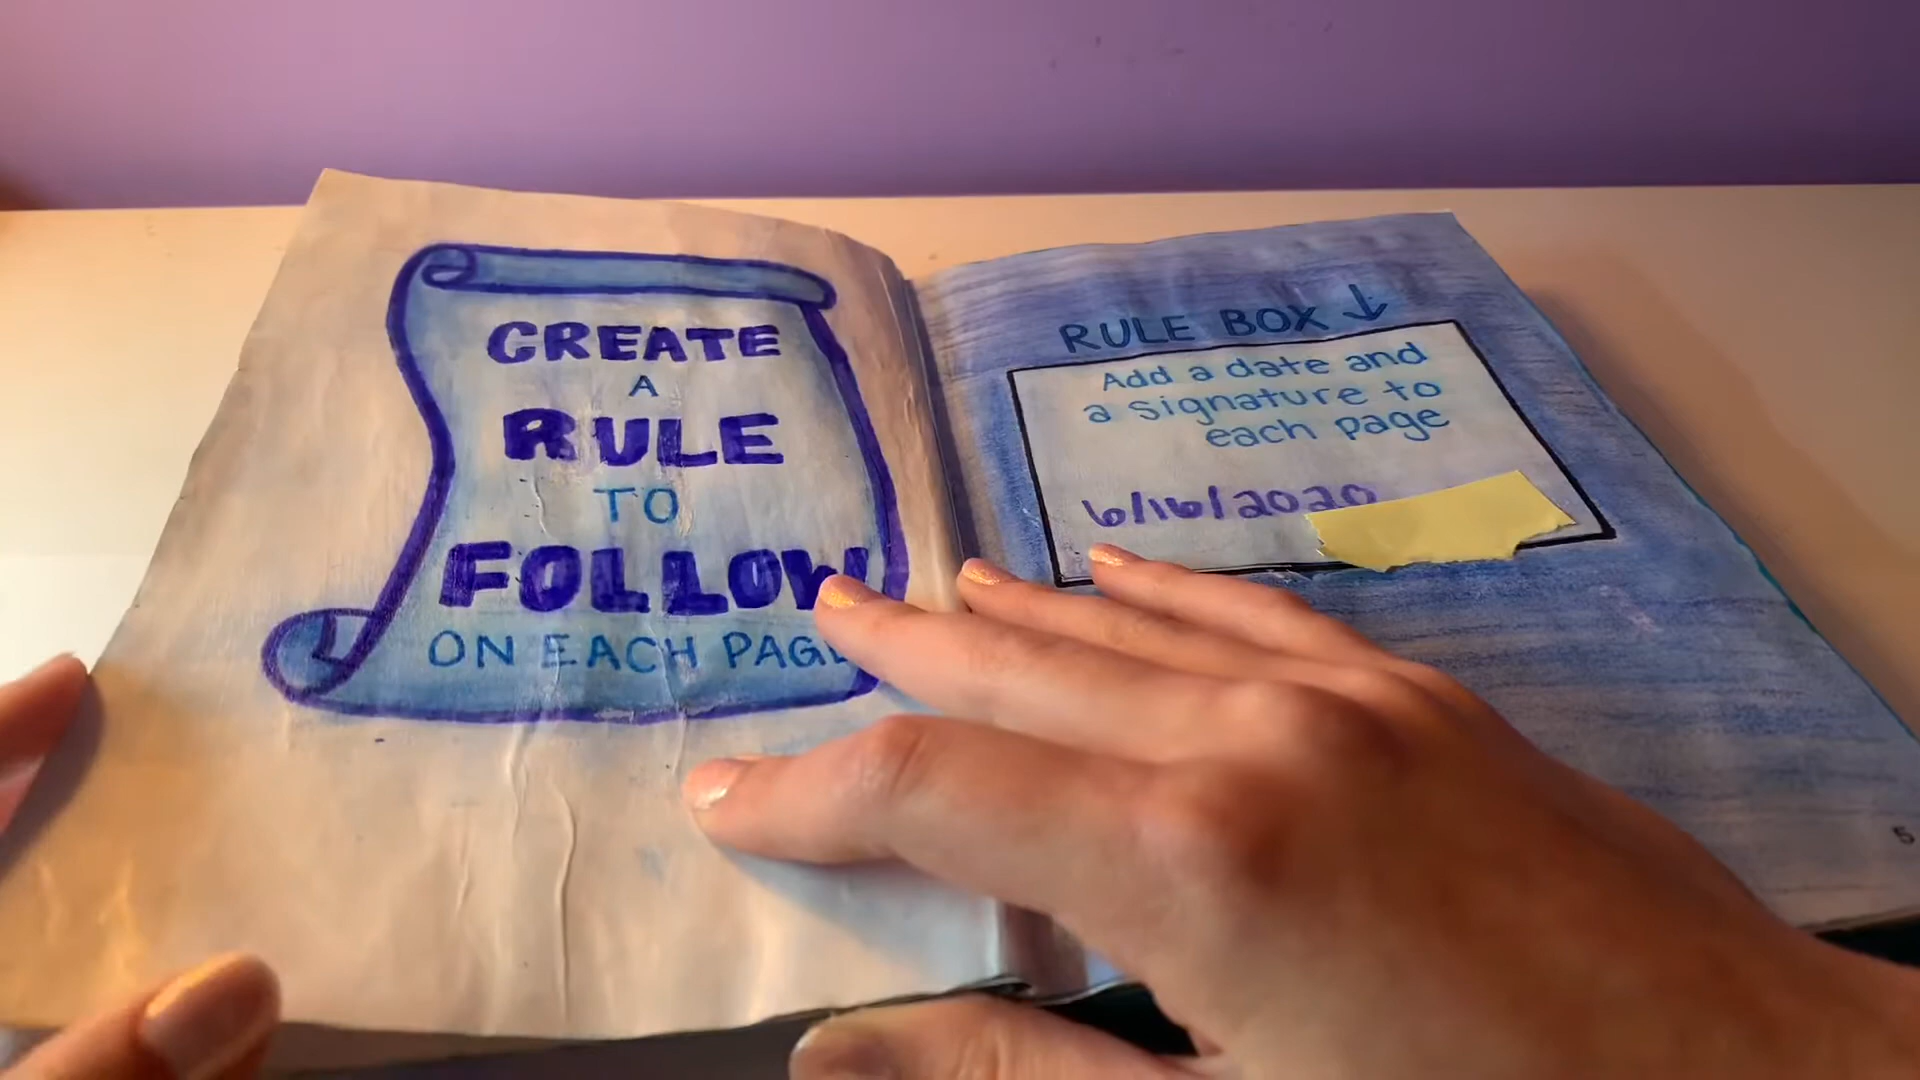 CREATE
A
RULE
TO
FOLLOW
ON EACH PAGE
RULE BOX ↓
Add a date and
a signature to
each page
6/16/2020
5